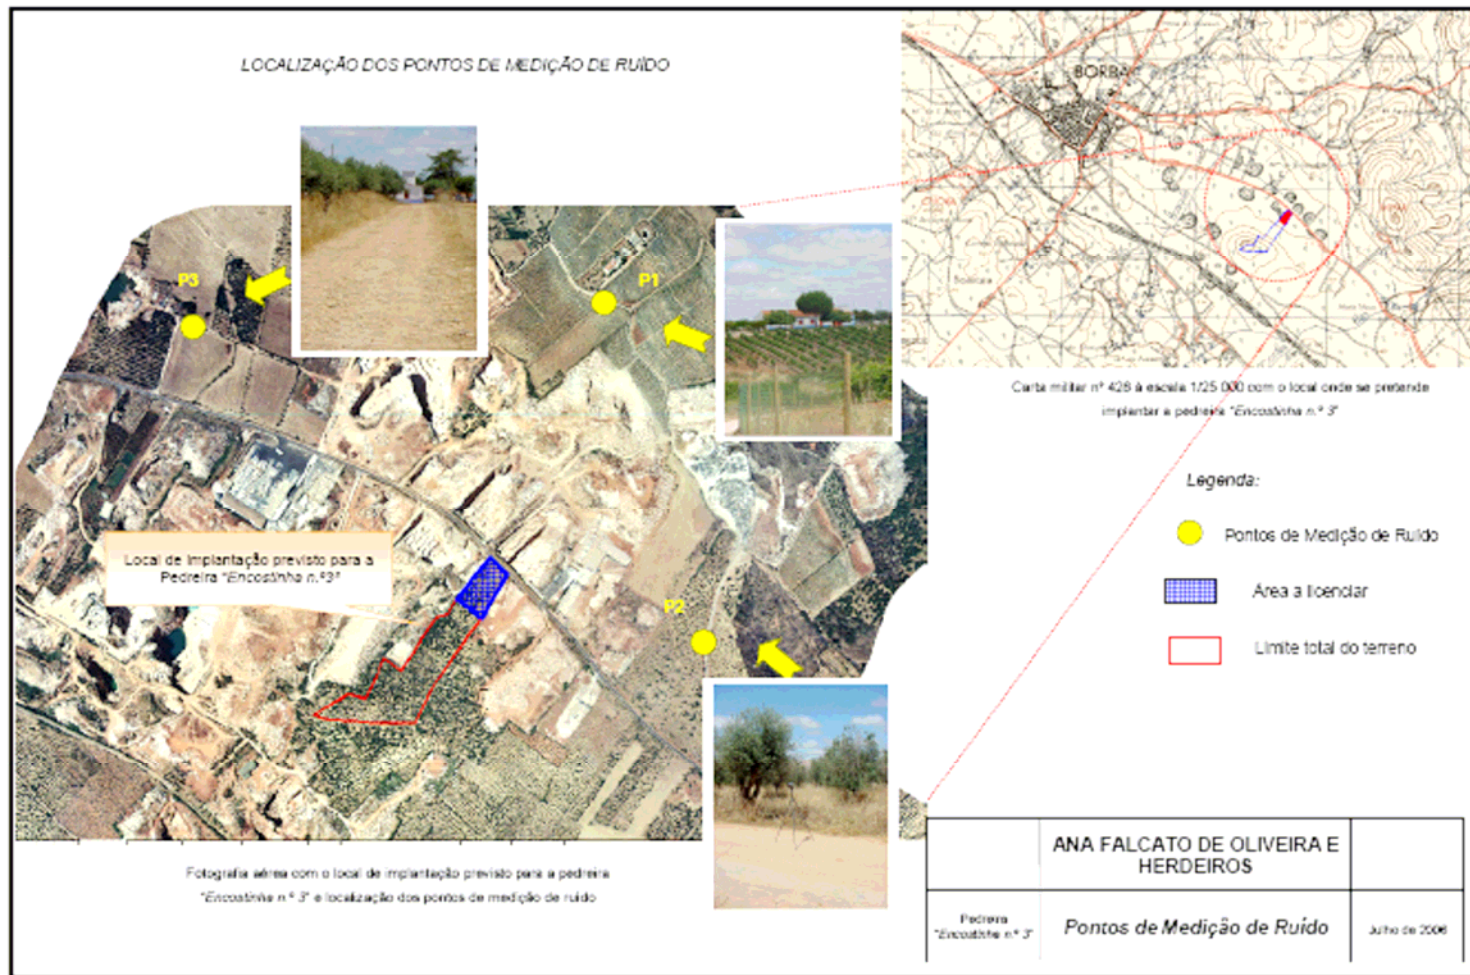 LOCALIZAÇÃO DOS PONTOS DE MEDIÇÃO DE RUÍDO
BORBA
P3
P1
Carta militar nº 426 à escala 1/25 000 com o local onde se pretende
implantar a pedreira "Encostinha n.º 3"
Legenda:
Pontos de Medição de Ruído
Local de implantação previsto para a
Pedreira "Encostinha n.º3"
Área a licenciar
P2
Limite total do terreno
Fotografia aérea com o local de implantação previsto para a pedreira
"Encostinha n.º 3" e localização dos pontos de medição de ruído
ANA FALCATO DE OLIVEIRA E
HERDEIROS
Pedreira
"Encostinha n.º 3"
Pontos de Medição de Ruído
Julho de 2006